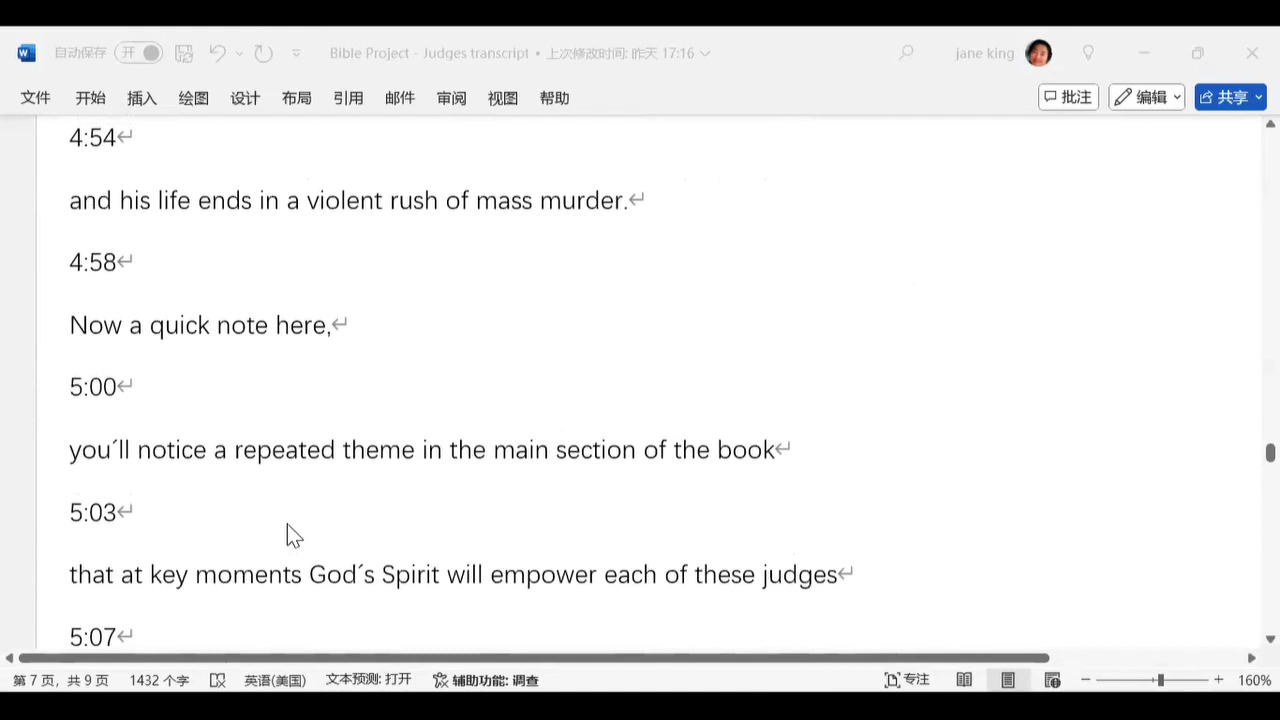 自动保存 开 Bible Project - Judges transcript • 上次修改时间: 昨天 17:16 jane king
文件 开始 插入 绘图 设计 布局 引用 邮件 审阅 视图 帮助 批注 编辑 共享
4:54
and his life ends in a violent rush of mass murder.
4:58
Now a quick note here,
5:00
you´ll notice a repeated theme in the main section of the book
5:03
that at key moments God´s Spirit will empower each of these judges
5:07
第 7 页，共 9 页 1432 个字 英语(美国) 文本预测: 打开 辅助功能: 调查 专注 160%